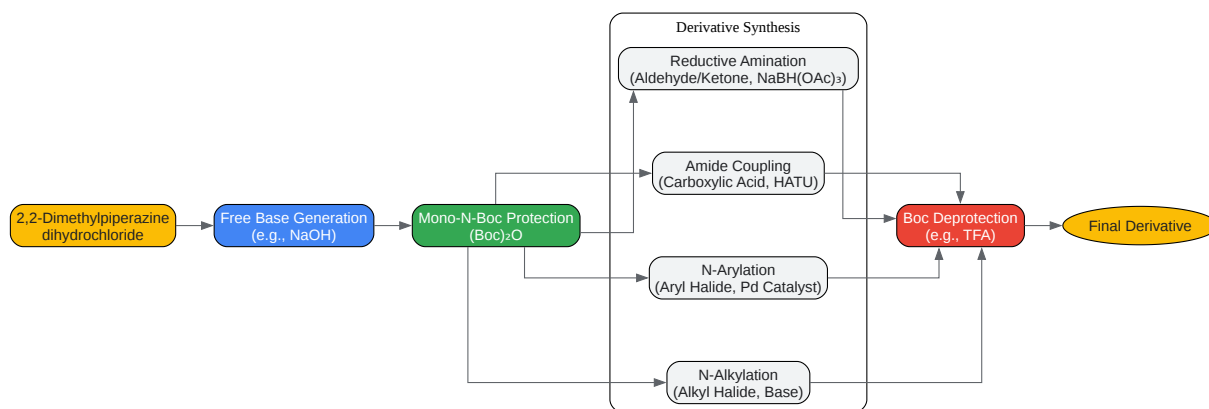 Derivative Synthesis
Reductive Amination
(Aldehyde/Ketone, NaBH(OAc)₃)
Amide Coupling
(Carboxylic Acid, HATU)
2,2-Dimethylpiperazine
dihydrochloride
Free Base Generation
(e.g., NaOH)
Mono-N-Boc Protection
(Boc)₂O
Boc Deprotection
(e.g., TFA)
Final Derivative
N-Arylation
(Aryl Halide, Pd Catalyst)
N-Alkylation
(Alkyl Halide, Base)